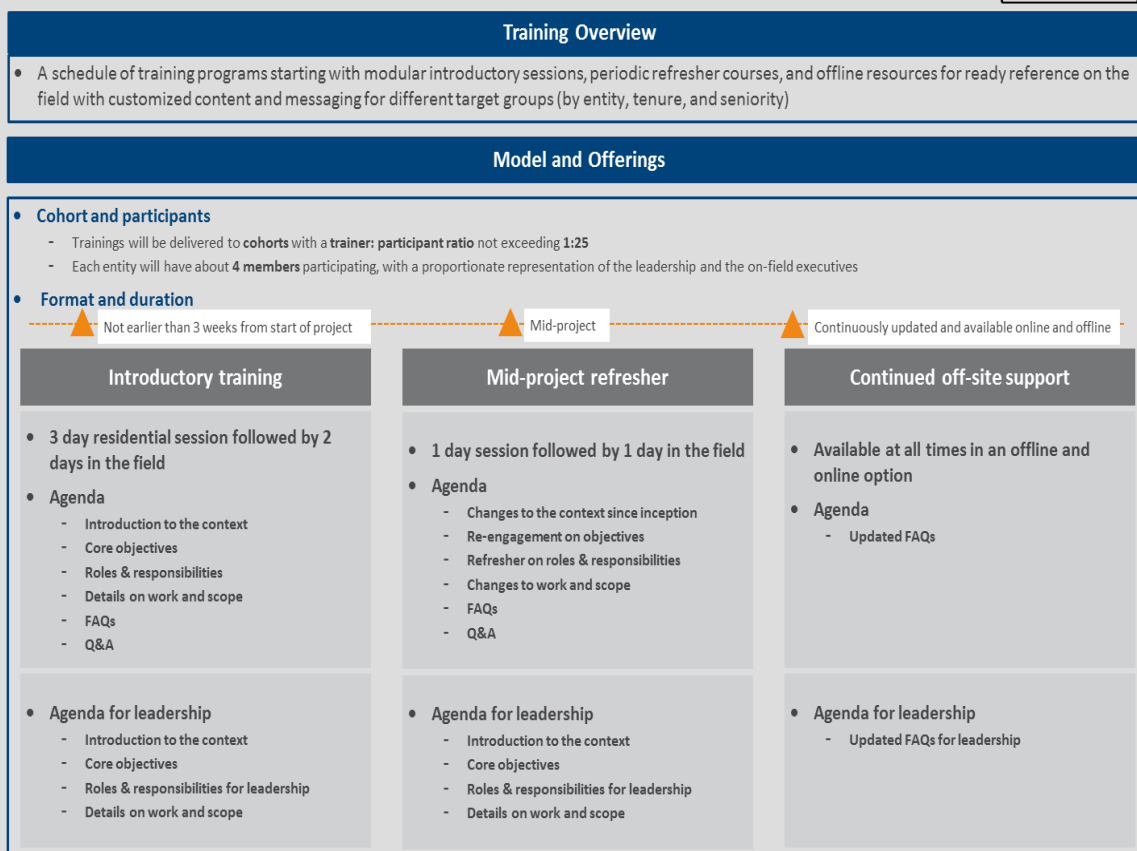 Training Overview
• A schedule of training programs starting with modular introductory sessions, periodic refresher courses, and offline resources for ready reference on the
field with customized content and messaging for different target groups (by entity, tenure, and seniority)
Model and Offerings
• Cohort and participants
- Trainings will be delivered to cohorts with a trainer: participant ratio not exceeding 1:25
- Each entity will have about 4 members participating, with a proportionate representation of the leadership and the on-field executives
• Format and duration
Not earlier than 3 weeks from start of project
Mid-project
Continuously updated and available online and offline
Introductory training
• 3 day residential session followed by 2
days in the field
• Agenda
- Introduction to the context
- Core objectives
- Roles & responsibilities
- Details on work and scope
- FAQs
- Q&A
• Agenda for leadership
- Introduction to the context
- Core objectives
- Roles & responsibilities for leadership
- Details on work and scope
Mid-project refresher
• 1 day session followed by 1 day in the field
• Agenda
- Changes to the context since inception
- Re-engagement on objectives
- Refresher on roles & responsibilities
- Changes to work and scope
- FAQs
- Q&A
• Agenda for leadership
- Introduction to the context
- Core objectives
- Roles & responsibilities for leadership
- Details on work and scope
Continued off-site support
• Available at all times in an offline and
online option
• Agenda
- Updated FAQs
• Agenda for leadership
- Updated FAQs for leadership